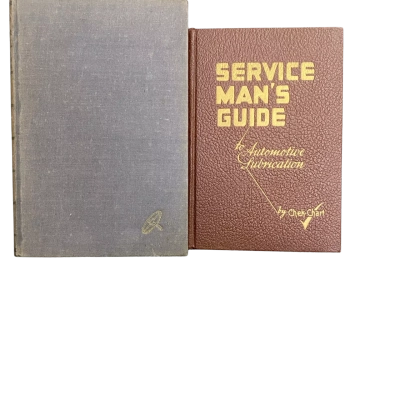 SERVICE
MAN'S
GUIDE
to Automotive
Lubrication
by Chek-Chart